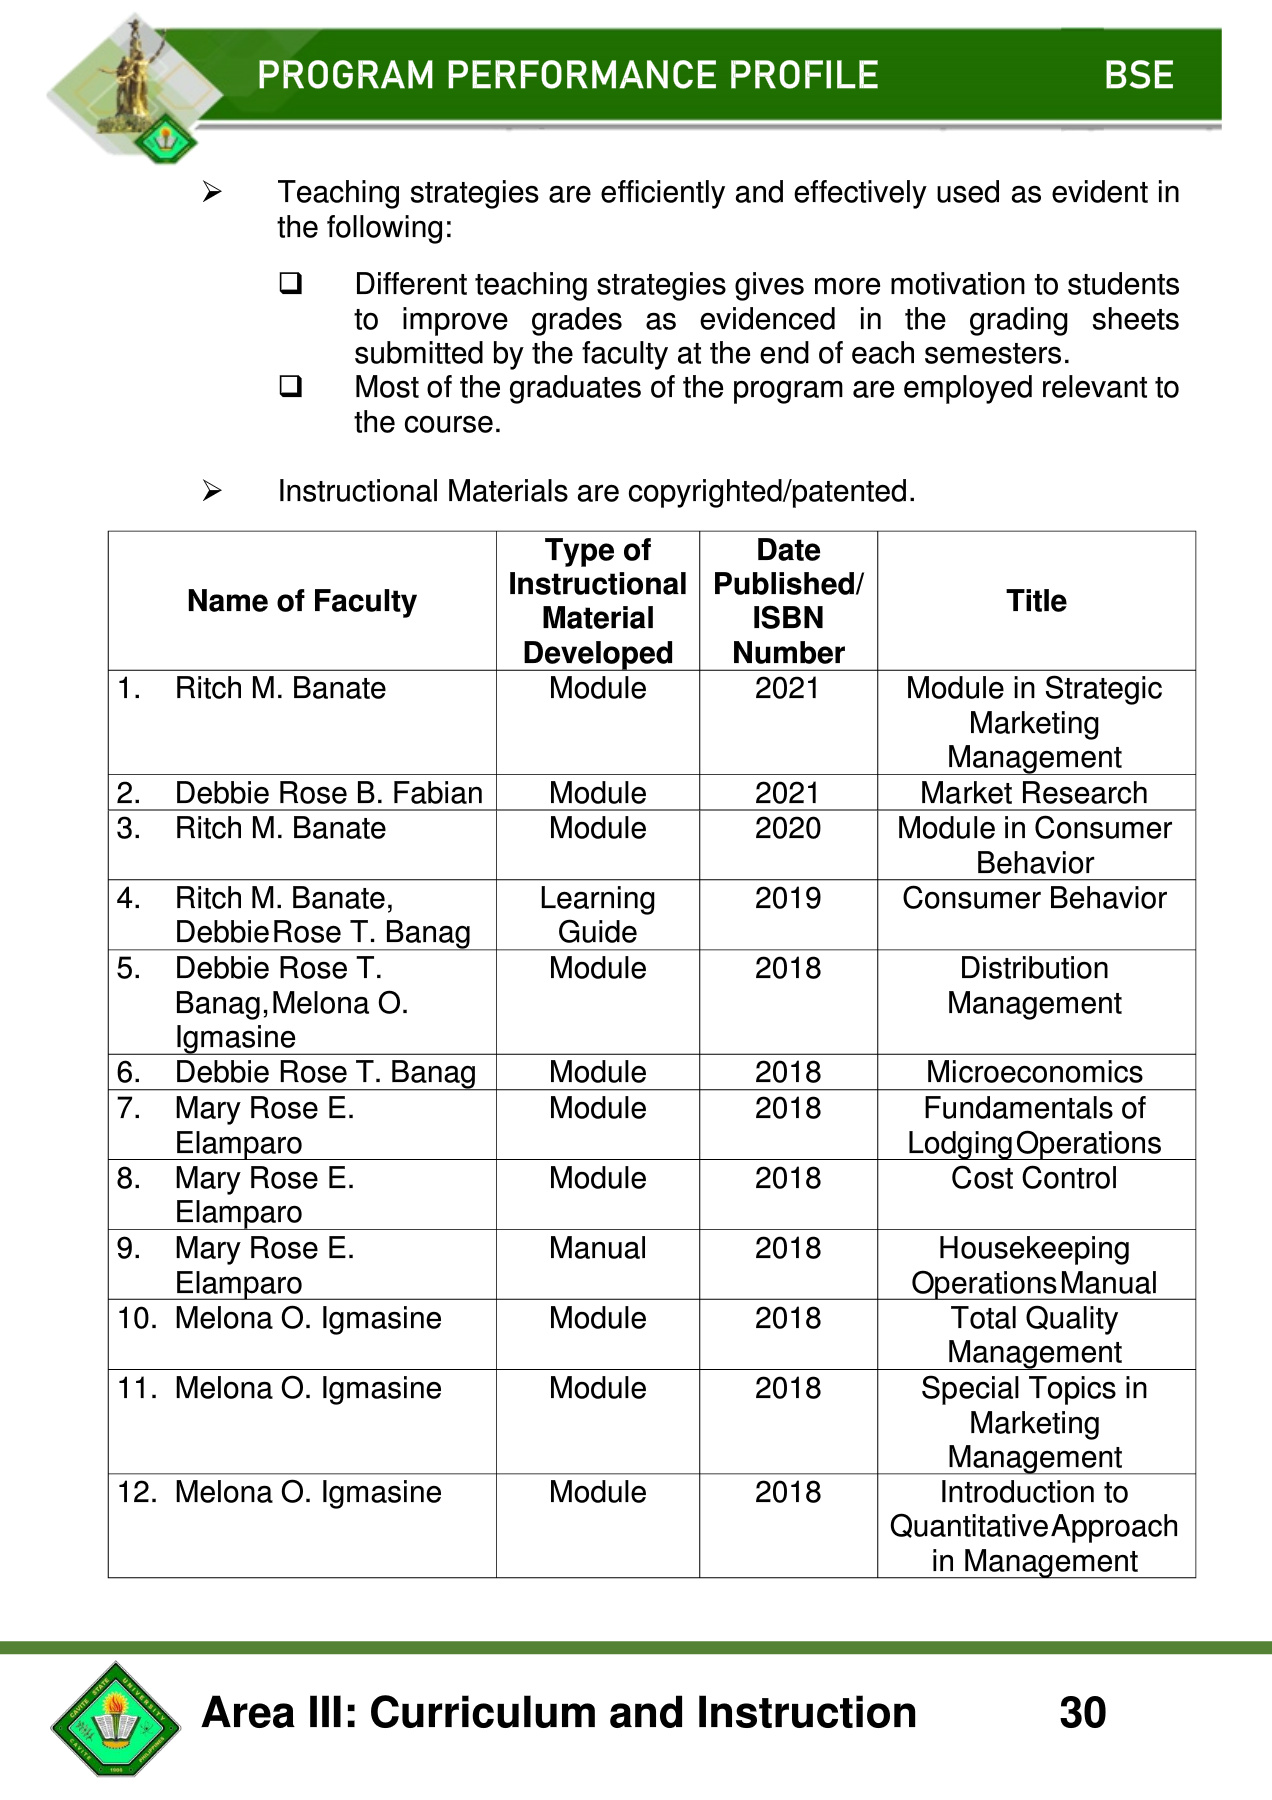 PROGRAM PERFORMANCE PROFILE BSE
Teaching strategies are efficiently and effectively used as evident in
the following:
Different teaching strategies gives more motivation to students
to improve grades as evidenced in the grading sheets
submitted by the faculty at the end of each semesters.
Most of the graduates of the program are employed relevant to
the course.
Instructional Materials are copyrighted/patented.
Name of Faculty
Type of
Instructional
Material
Developed
Date
Published/
ISBN
Number
Title
1. Ritch M. Banate Module 2021 Module in Strategic
Marketing
Management
2. Debbie Rose B. Fabian Module 2021 Market Research
3. Ritch M. Banate Module 2020 Module in Consumer
Behavior
4. Ritch M. Banate, Learning 2019 Consumer Behavior
DebbieRose T. Banag Guide
5. Debbie Rose T. Module 2018 Distribution
Banag,Melona O. Management
Igmasine
6. Debbie Rose T. Banag Module 2018 Microeconomics
7. Mary Rose E. Module 2018 Fundamentals of
Elamparo LodgingOperations
8. Mary Rose E. Module 2018 Cost Control
Elamparo
9. Mary Rose E. Manual 2018 Housekeeping
Elamparo OperationsManual
10. Melona O. Igmasine Module 2018 Total Quality
Management
11. Melona O. Igmasine Module 2018 Special Topics in
Marketing
Management
12. Melona O. Igmasine Module 2018 Introduction to
QuantitativeApproach
in Management
CAVITE STATE UNIVERSITY
CAVITE PHILIPPINES
1906
Area III: Curriculum and Instruction 30